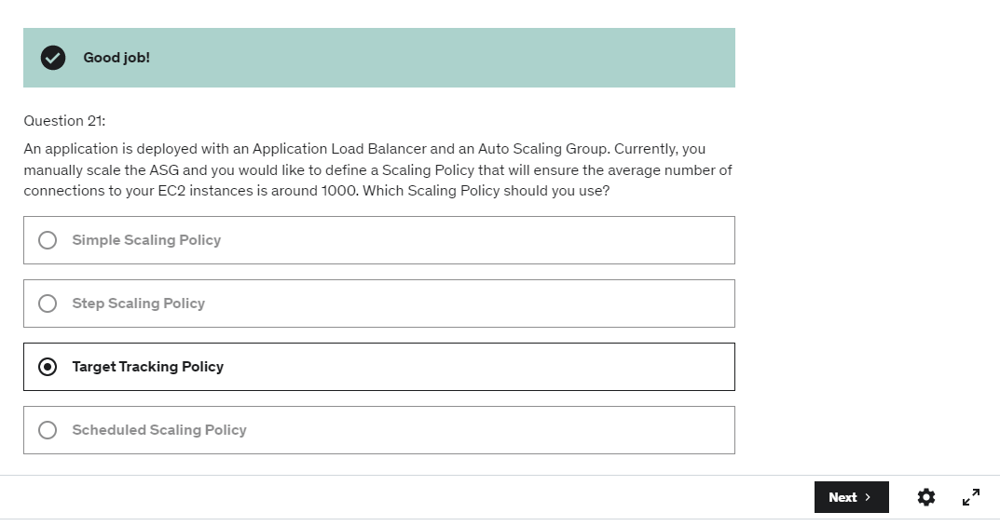 Good job!
Question 21:
An application is deployed with an Application Load Balancer and an Auto Scaling Group. Currently, you
manually scale the ASG and you would like to define a Scaling Policy that will ensure the average number of
connections to your EC2 instances is around 1000. Which Scaling Policy should you use?
Simple Scaling Policy
Step Scaling Policy
Target Tracking Policy
Scheduled Scaling Policy
Next